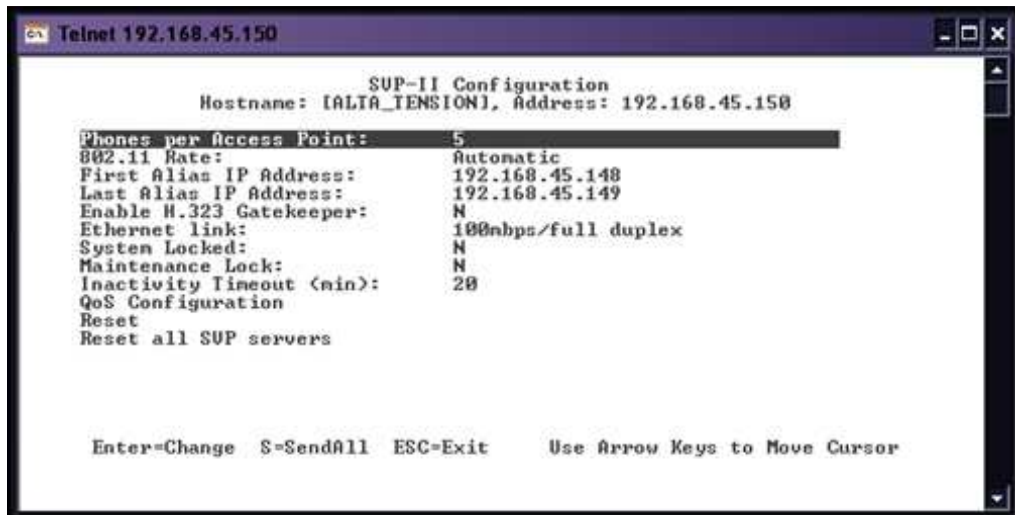 Telnet 192.168.45.150
SVP-II Configuration
Hostname: [ALTA_TENSION], Address: 192.168.45.150
Phones per Access Point: 5
802.11 Rate: Automatic
First Alias IP Address: 192.168.45.148
Last Alias IP Address: 192.168.45.149
Enable H.323 Gatekeeper: N
Ethernet link: 100mbps/full duplex
System Locked: N
Maintenance Lock: N
Inactivity Timeout (min): 20
QoS Configuration
Reset
Reset all SVP servers
Enter=Change S=SendAll ESC=Exit Use Arrow Keys to Move Cursor